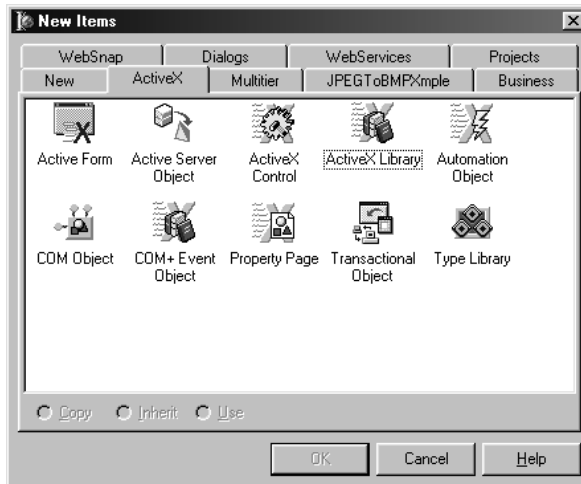 New Items
WebSnap Dialogs WebServices Projects
New ActiveX Multitier JPEGToBMPXmple Business
Active Form Active Server Object ActiveX Control ActiveX Library Automation Object
COM Object COM+ Event Object Property Page Transactional Object Type Library
Copy Inherit Use
OK Cancel Help